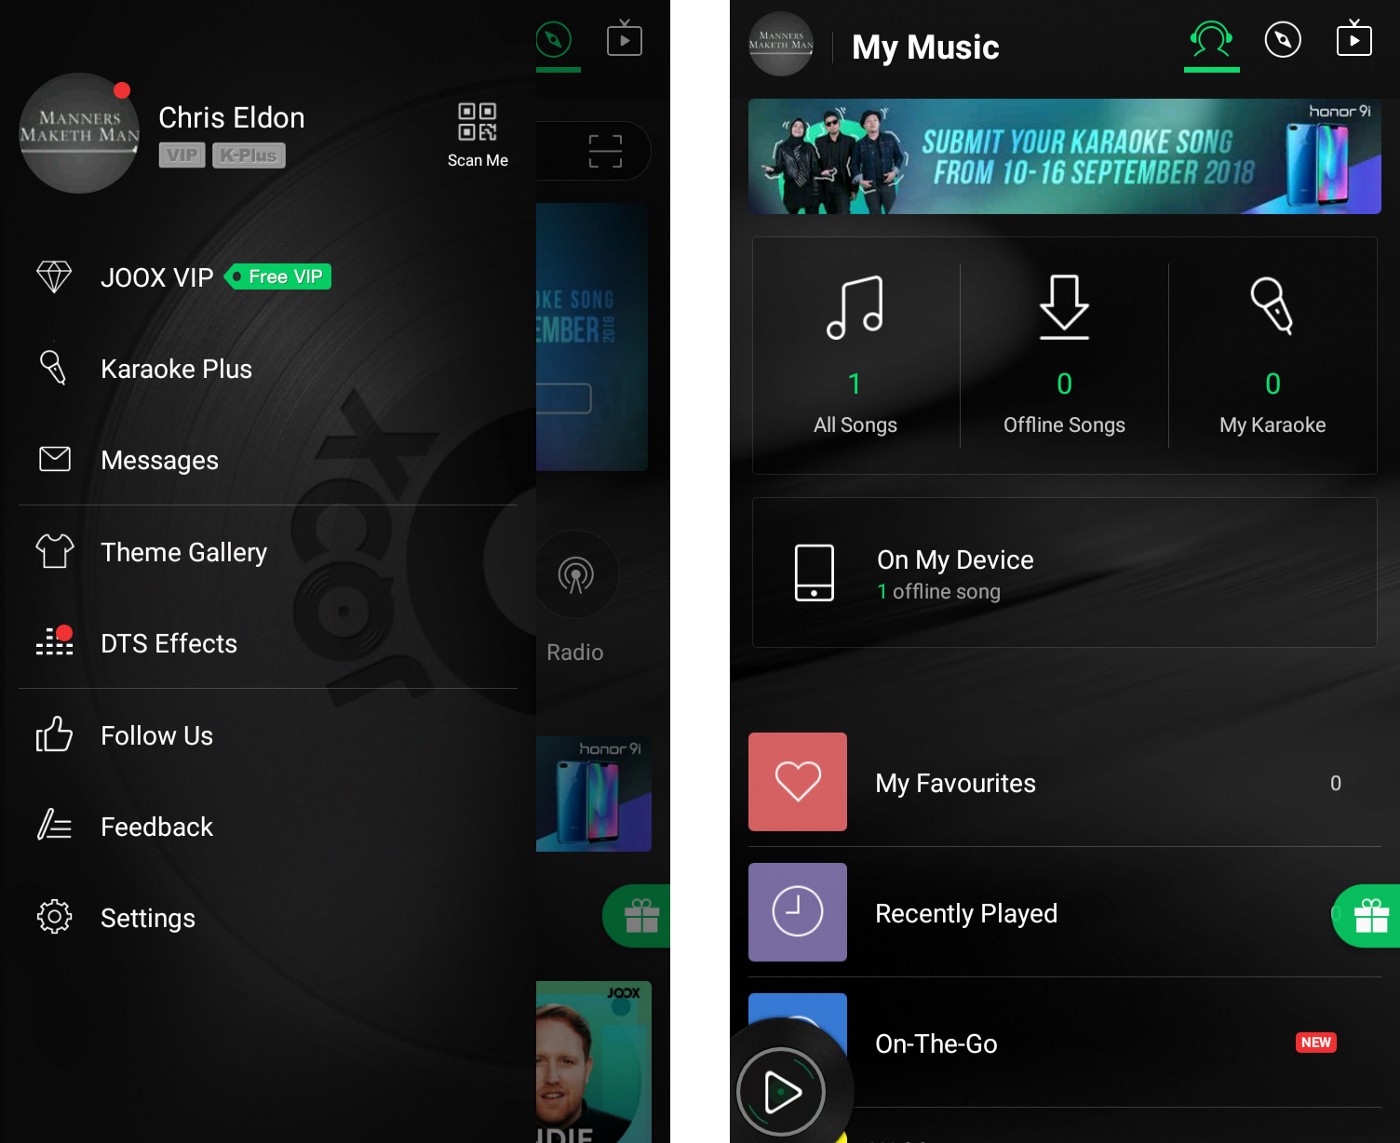 MANNERS
MAKETH MAN
Chris Eldon
VIP K-Plus
Scan Me
JOOX VIP Free VIP
Karaoke Plus
Messages
Theme Gallery
DTS Effects
Follow Us
Feedback
Settings
JOOX
OKE SONG
EMBER 2018
Radio
honor 9i
JOOX
INDIE
MANNERS
MAKETH MAN
My Music
honor 9i
SUBMIT YOUR KARAOKE SONG
FROM 10-16 SEPTEMBER 2018
1
All Songs
0
Offline Songs
0
My Karaoke
On My Device
1 offline song
My Favourites 0
Recently Played
On-The-Go NEW